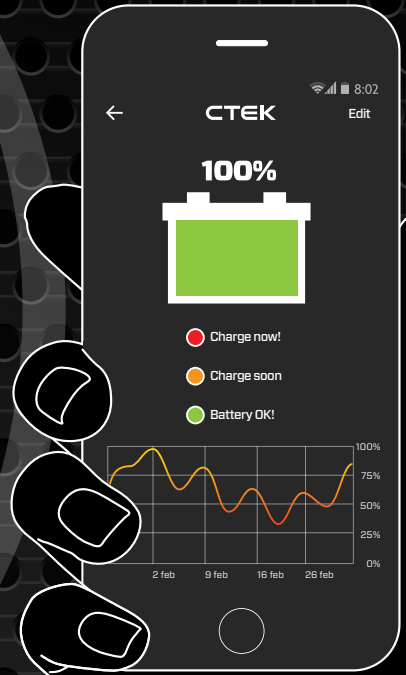 8:02
CTEK
Edit
100%
Charge now!
Charge soon
Battery OK!
100%
75%
50%
25%
0%
2 feb 9 feb 16 feb 26 feb